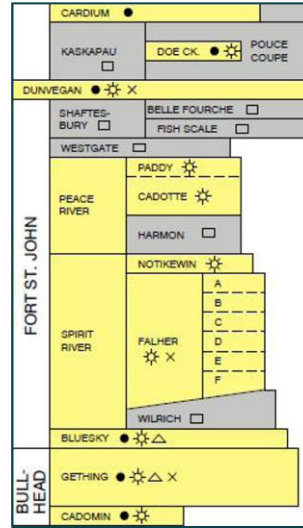 CARDIUM
KASKAPAU
DOE CK.
POUCE
COUPE
DUNVEGAN
SHAFTES-
BURY
BELLE FOURCHE
FISH SCALE
WESTGATE
FORT ST. JOHN
PEACE
RIVER
PADDY
CADOTTE
HARMON
SPIRIT
RIVER
NOTIKEWIN
FALHER
A
B
C
D
E
F
WILRICH
BLUESKY
BULL-
HEAD
GETHING
CADOMIN